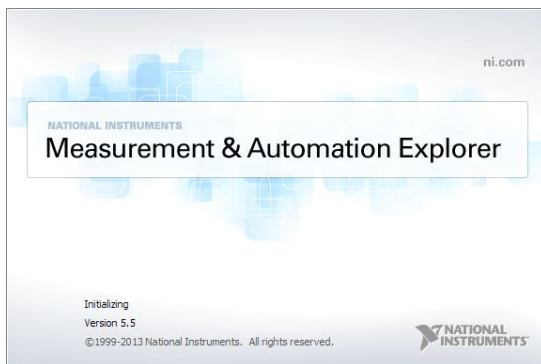 ni.com
NATIONAL INSTRUMENTS
Measurement & Automation Explorer
Initializing
Version 5.5
©1999-2013 National Instruments. All rights reserved.
NATIONAL
INSTRUMENTS